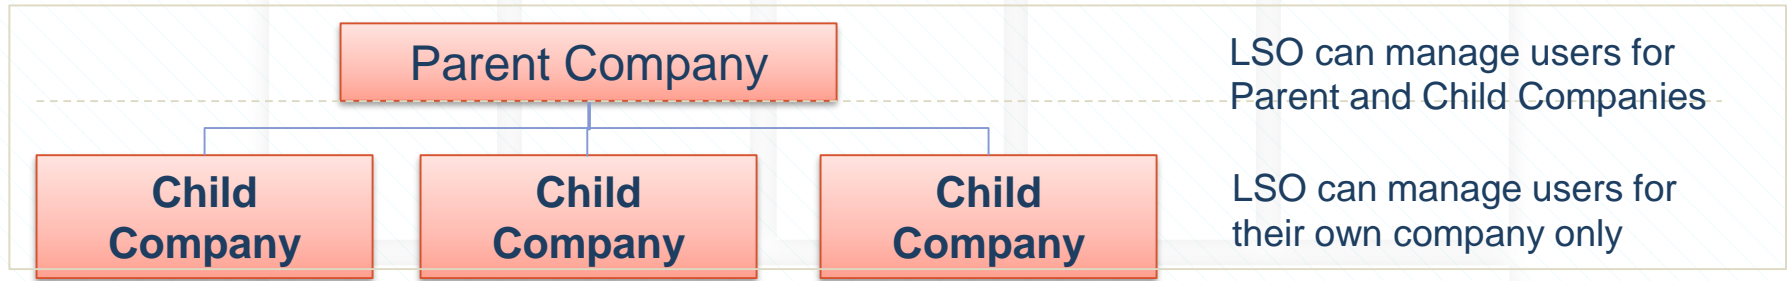 Parent Company
LSO can manage users for
Parent and Child Companies
Child
Company
Child
Company
Child
Company
LSO can manage users for
their own company only